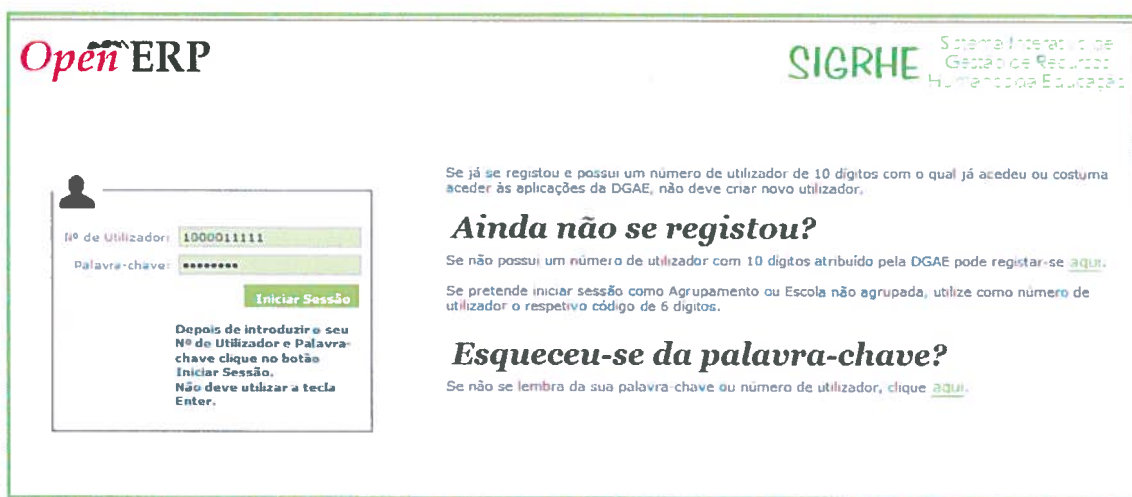 Open ERP
SIGRHE
Sistema Interativo de
Gestão de Recursos
Humanos da Educação
Se já se registou e possui um número de utilizador de 10 dígitos com o qual já acedeu ou costuma
aceder às aplicações da DGAE, não deve criar novo utilizador.
Nº de Utilizador: 1000011111
Palavra-chave: ••••••••
Iniciar Sessão
Depois de introduzir o seu
Nº de Utilizador e Palavra-
chave clique no botão
Iniciar Sessão.
Não deve utilizar a tecla
Enter.
Ainda não se registou?
Se não possui um número de utilizador com 10 dígitos atribuído pela DGAE pode registar-se aqui.
Se pretende iniciar sessão como Agrupamento ou Escola não agrupada, utilize como número de
utilizador o respetivo código de 6 dígitos.
Esqueceu-se da palavra-chave?
Se não se lembra da sua palavra-chave ou número de utilizador, clique aqui.